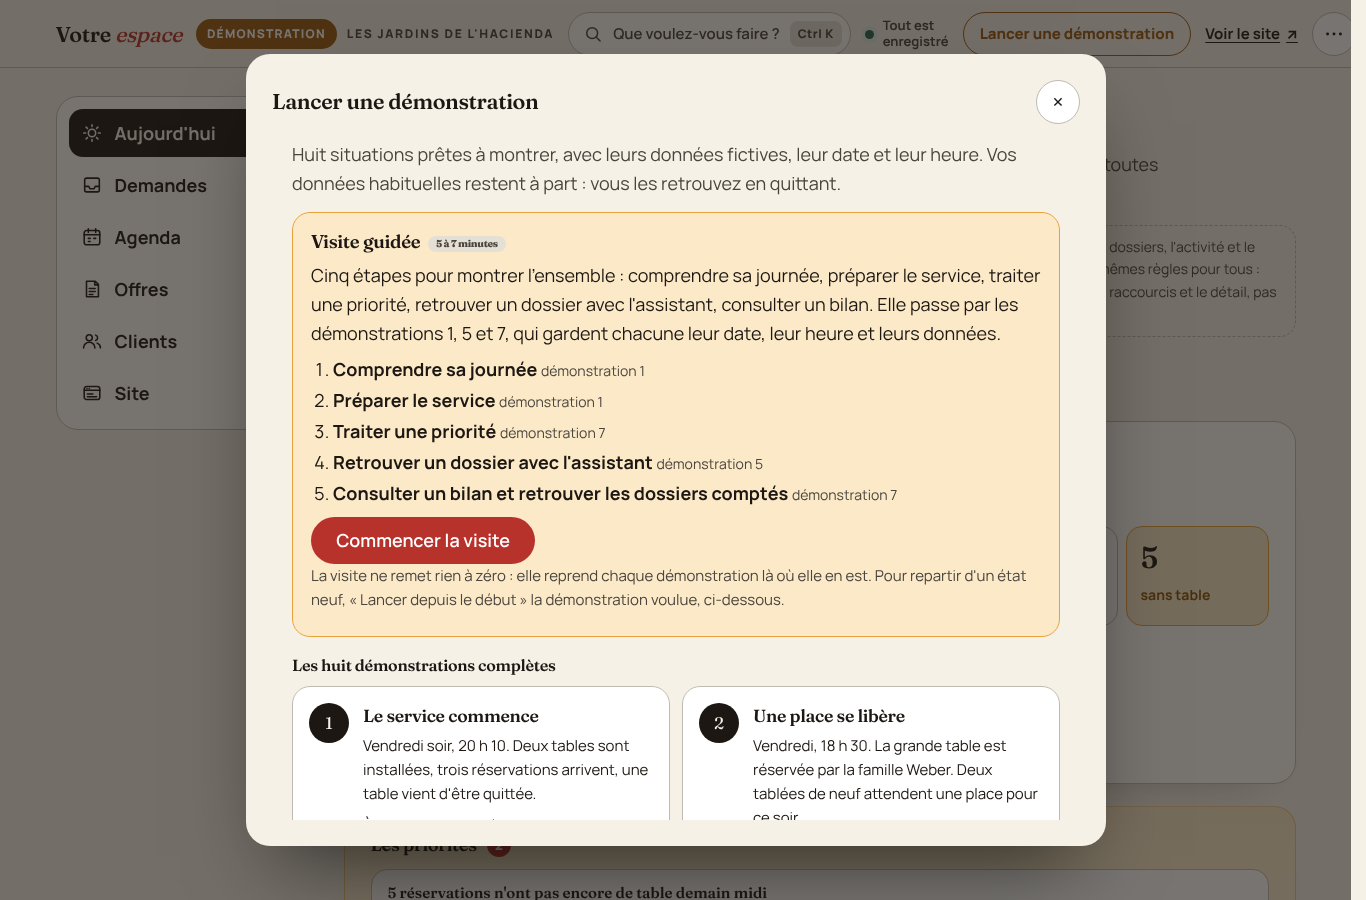 Votre espace
DÉMONSTRATION
LES JARDINS DE L'HACIENDA
Que voulez-vous faire ?
Ctrl K
Tout est
enregistré
Lancer une démonstration
Voir le site
Aujourd'hui
Demandes
Agenda
Offres
Clients
Site
toutes
dossiers, l'activité et le
mêmes règles pour tous :
raccourcis et le détail, pas
5
sans table
Lancer une démonstration
Huit situations prêtes à montrer, avec leurs données fictives, leur date et leur heure. Vos
données habituelles restent à part : vous les retrouvez en quittant.
Visite guidée 5 à 7 minutes
Cinq étapes pour montrer l'ensemble : comprendre sa journée, préparer le service, traiter
une priorité, retrouver un dossier avec l'assistant, consulter un bilan. Elle passe par les
démonstrations 1, 5 et 7, qui gardent chacune leur date, leur heure et leurs données.
1. Comprendre sa journée démonstration 1
2. Préparer le service démonstration 1
3. Traiter une priorité démonstration 7
4. Retrouver un dossier avec l'assistant démonstration 5
5. Consulter un bilan et retrouver les dossiers comptés démonstration 7
Commencer la visite
La visite ne remet rien à zéro : elle reprend chaque démonstration là où elle en est. Pour repartir d'un état
neuf, « Lancer depuis le début » la démonstration voulue, ci-dessous.
Les huit démonstrations complètes
1
Le service commence
Vendredi soir, 20 h 10. Deux tables sont
installées, trois réservations arrivent, une
table vient d'être quittée.
2
Une place se libère
Vendredi, 18 h 30. La grande table est
réservée par la famille Weber. Deux
tablées de neuf attendent une place pour
ce soir.
Les priorités
5 réservations n'ont pas encore de table demain midi